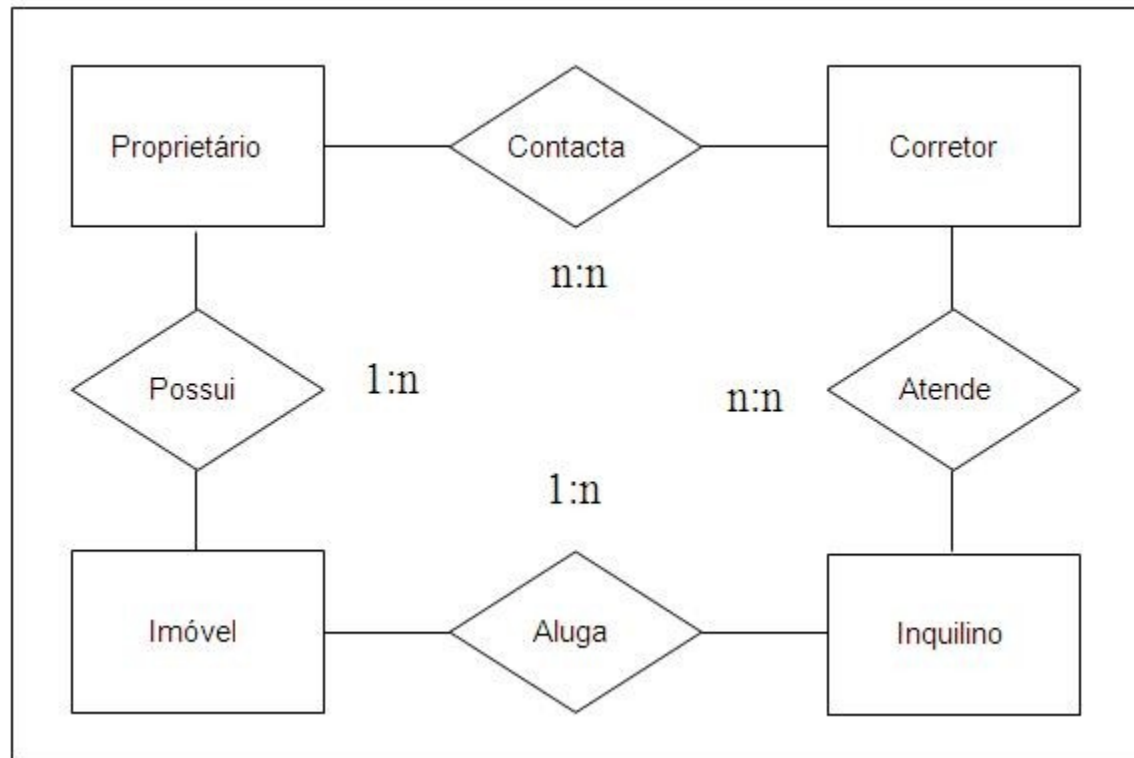 Proprietário
Contacta
Corretor
n:n
Possui
1:n
n:n
Atende
1:n
Imóvel
Aluga
Inquilino